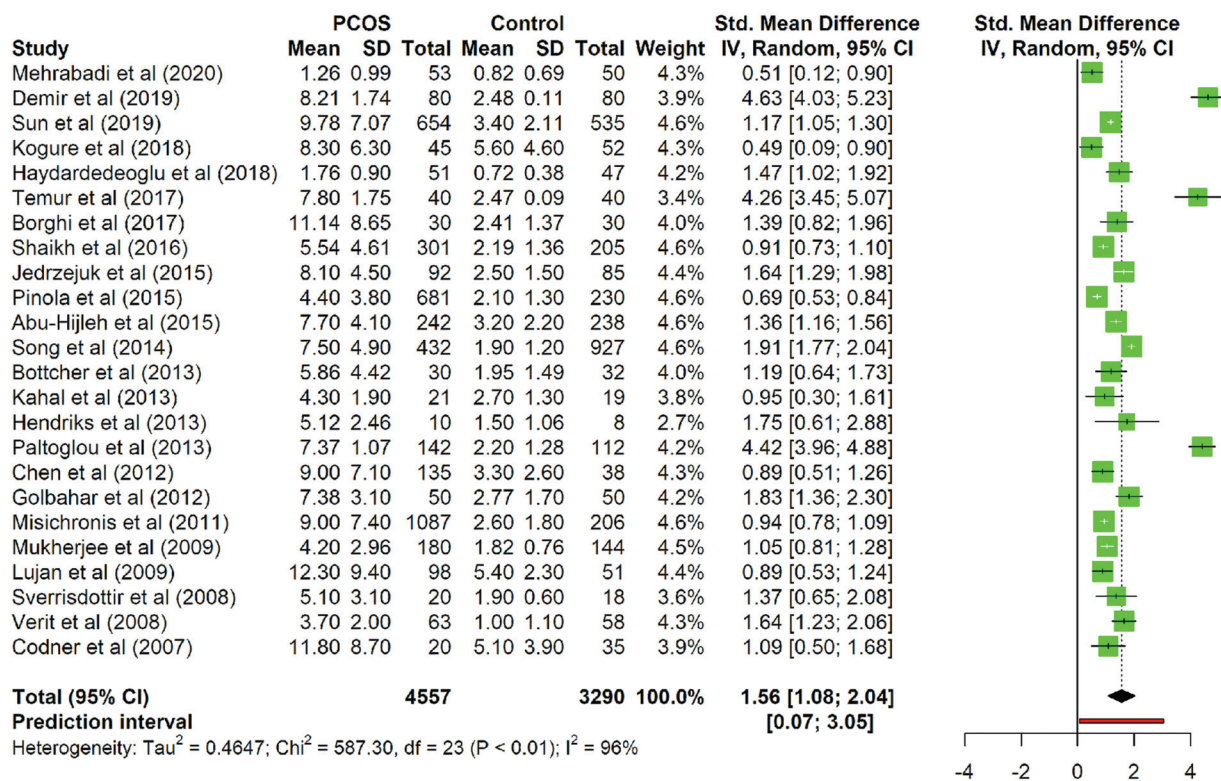 PCOS Control Std. Mean Difference Std. Mean Difference
Study Mean SD Total Mean SD Total Weight IV, Random, 95% CI IV, Random, 95% CI
Mehrabadi et al (2020) 1.26 0.99 53 0.82 0.69 50 4.3% 0.51 [0.12; 0.90]
Demir et al (2019) 8.21 1.74 80 2.48 0.11 80 3.9% 4.63 [4.03; 5.23]
Sun et al (2019) 9.78 7.07 654 3.40 2.11 535 4.6% 1.17 [1.05; 1.30]
Kogure et al (2018) 8.30 6.30 45 5.60 4.60 52 4.3% 0.49 [0.09; 0.90]
Haydardedeoglu et al (2018) 1.76 0.90 51 0.72 0.38 47 4.2% 1.47 [1.02; 1.92]
Temur et al (2017) 7.80 1.75 40 2.47 0.09 40 3.4% 4.26 [3.45; 5.07]
Borghi et al (2017) 11.14 8.65 30 2.41 1.37 30 4.0% 1.39 [0.82; 1.96]
Shaikh et al (2016) 5.54 4.61 301 2.19 1.36 205 4.6% 0.91 [0.73; 1.10]
Jedrzejuk et al (2015) 8.10 4.50 92 2.50 1.50 85 4.4% 1.64 [1.29; 1.98]
Pinola et al (2015) 4.40 3.80 681 2.10 1.30 230 4.6% 0.69 [0.53; 0.84]
Abu-Hijleh et al (2015) 7.70 4.10 242 3.20 2.20 238 4.6% 1.36 [1.16; 1.56]
Song et al (2014) 7.50 4.90 432 1.90 1.20 927 4.6% 1.91 [1.77; 2.04]
Bottcher et al (2013) 5.86 4.42 30 1.95 1.49 32 4.0% 1.19 [0.64; 1.73]
Kahal et al (2013) 4.30 1.90 21 2.70 1.30 19 3.8% 0.95 [0.30; 1.61]
Hendriks et al (2013) 5.12 2.46 10 1.50 1.06 8 2.7% 1.75 [0.61; 2.88]
Paltoglou et al (2013) 7.37 1.07 142 2.20 1.28 112 4.2% 4.42 [3.96; 4.88]
Chen et al (2012) 9.00 7.10 135 3.30 2.60 38 4.3% 0.89 [0.51; 1.26]
Golbahar et al (2012) 7.38 3.10 50 2.77 1.70 50 4.2% 1.83 [1.36; 2.30]
Misichronis et al (2011) 9.00 7.40 1087 2.60 1.80 206 4.6% 0.94 [0.78; 1.09]
Mukherjee et al (2009) 4.20 2.96 180 1.82 0.76 144 4.5% 1.05 [0.81; 1.28]
Lujan et al (2009) 12.30 9.40 98 5.40 2.30 51 4.4% 0.89 [0.53; 1.24]
Sverrisdottir et al (2008) 5.10 3.10 20 1.90 0.60 18 3.6% 1.37 [0.65; 2.08]
Verit et al (2008) 3.70 2.00 63 1.00 1.10 58 4.3% 1.64 [1.23; 2.06]
Codner et al (2007) 11.80 8.70 20 5.10 3.90 35 3.9% 1.09 [0.50; 1.68]
Total (95% CI) 4557 3290 100.0% 1.56 [1.08; 2.04]
Prediction interval [0.07; 3.05]
Heterogeneity: Tau² = 0.4647; Chi² = 587.30, df = 23 (P < 0.01); I² = 96%
-4 -2 0 2 4